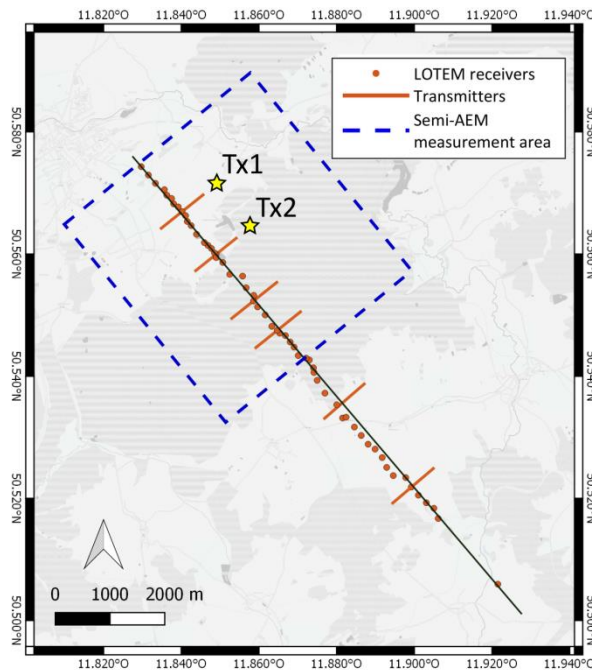 11.820°O 11.840°O 11.860°O 11.880°O 11.900°O 11.920°O 11.940°O
LOTEM receivers
Transmitters
Semi-AEM
measurement area
50.580°N 50.580°N
Tx1
Tx2
50.560°N 50.560°N
50.540°N 50.540°N
50.520°N 50.520°N
0 1000 2000 m
50.500°N 50.500°N
11.820°O 11.840°O 11.860°O 11.880°O 11.900°O 11.920°O 11.940°O